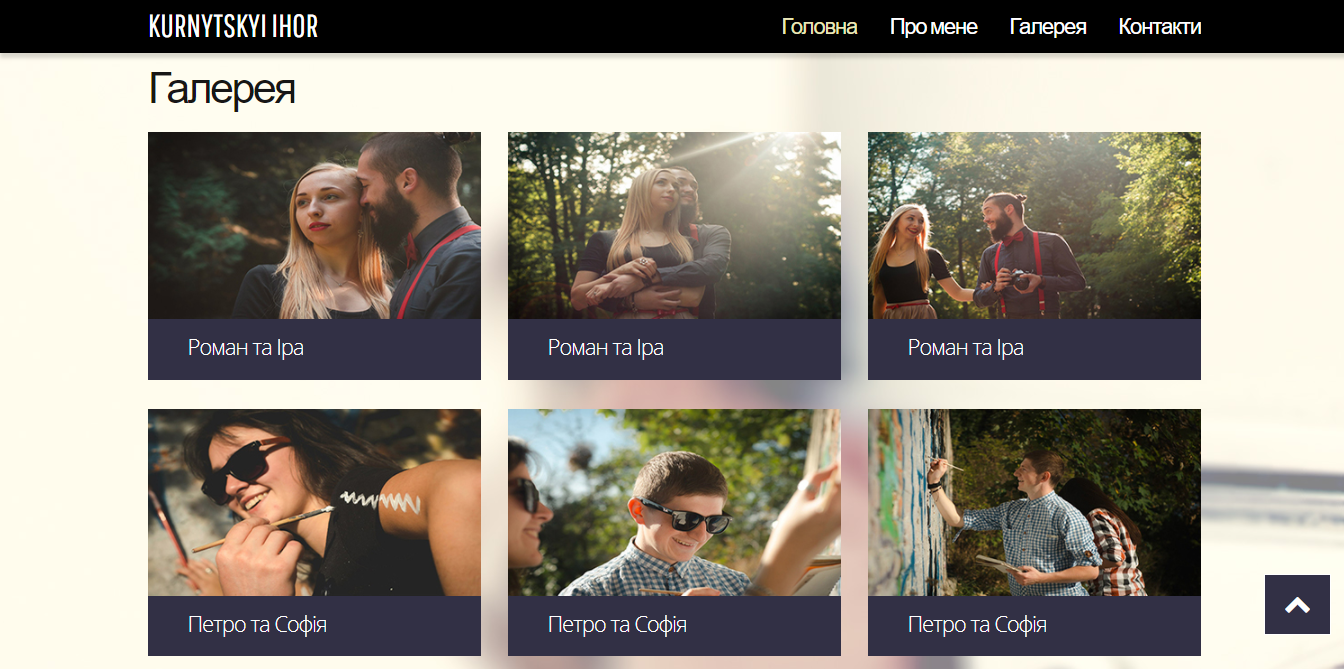 KURNYTSKYI IHOR
Головна Про мене Галерея Контакти
Галерея
Роман та Іра
Роман та Іра
Роман та Іра
Петро та Софія
Петро та Софія
Петро та Софія